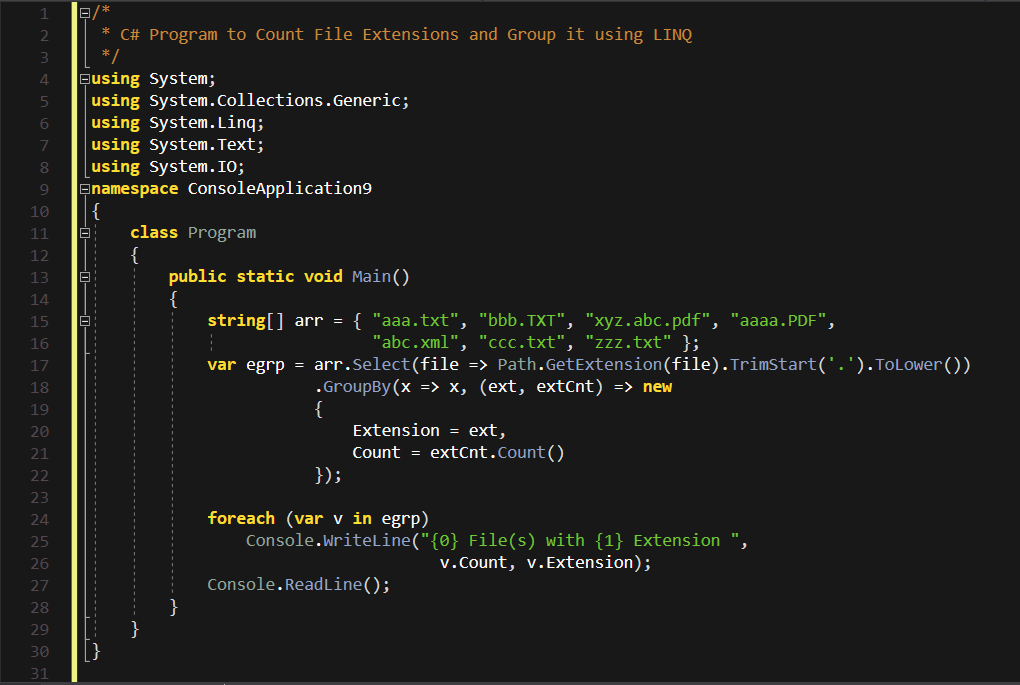 1 /*
2  * C# Program to Count File Extensions and Group it using LINQ
3  */
4 using System;
5 using System.Collections.Generic;
6 using System.Linq;
7 using System.Text;
8 using System.IO;
9 namespace ConsoleApplication9
10 {
11     class Program
12     {
13         public static void Main()
14         {
15             string[] arr = { "aaa.txt", "bbb.TXT", "xyz.abc.pdf", "aaaa.PDF",
16                              "abc.xml", "ccc.txt", "zzz.txt" };
17             var egrp = arr.Select(file => Path.GetExtension(file).TrimStart('.').ToLower())
18                        .GroupBy(x => x, (ext, extCnt) => new
19                        {
20                            Extension = ext,
21                            Count = extCnt.Count()
22                        });
23
24             foreach (var v in egrp)
25                 Console.WriteLine("{0} File(s) with {1} Extension ",
26                                     v.Count, v.Extension);
27             Console.ReadLine();
28         }
29     }
30 }
31